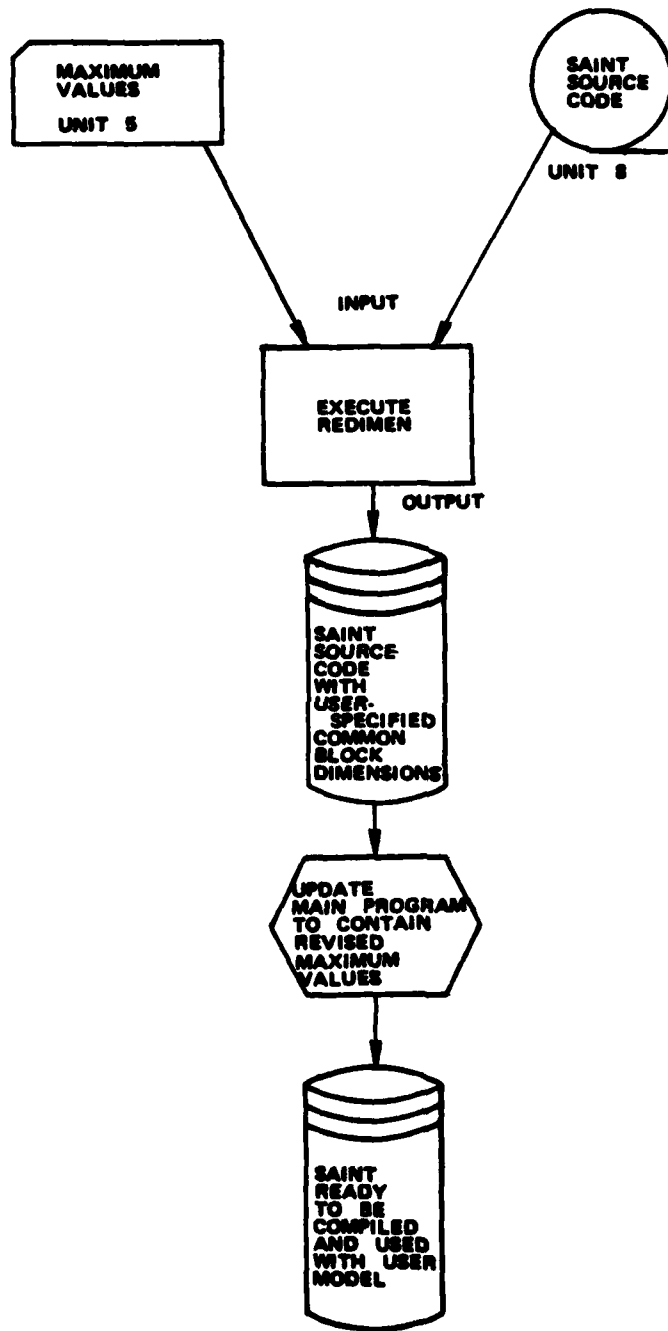 MAXIMUM
VALUES
UNIT 5
SAINT
SOURCE
CODE
UNIT 8
INPUT
EXECUTE
REDIMEN
OUTPUT
SAINT
SOURCE
CODE
WITH
USER-
SPECIFIED
COMMON
BLOCK
DIMENSIONS
UPDATE
MAIN PROGRAM
TO CONTAIN
REVISED
MAXIMUM
VALUES
SAINT
READY
TO BE
COMPILED
AND USED
WITH USER
MODEL